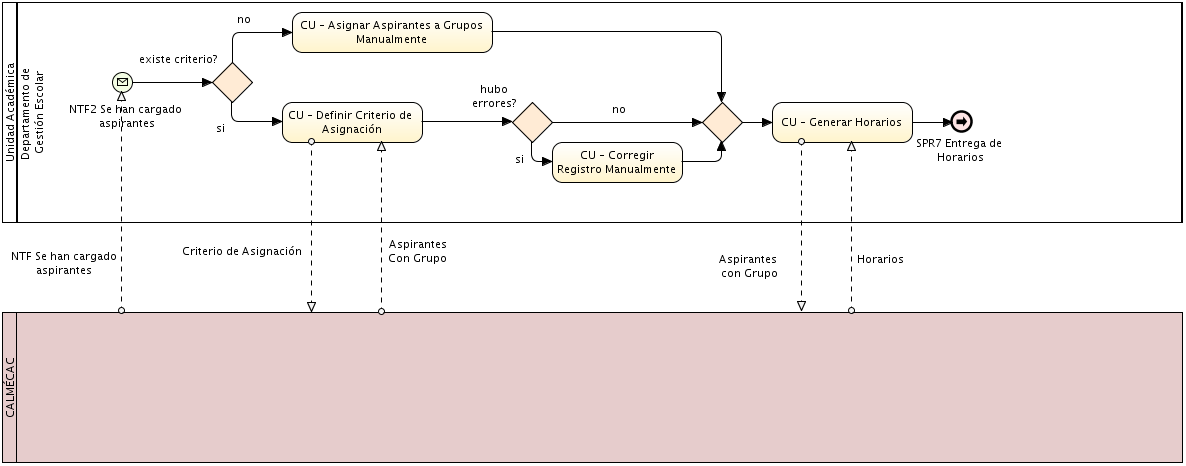 Unidad Académica
Departamento de
Gestión Escolar
NTF2 Se han cargado
aspirantes
existe criterio?
no
si
CU - Asignar Aspirantes a Grupos
Manualmente
CU - Definir Criterio de
Asignación
hubo
errores?
no
si
CU - Corregir
Registro Manualmente
CU - Generar Horarios
SPR7 Entrega de
Horarios
NTF Se han cargado
aspirantes
Criterio de Asignación
Aspirantes
Con Grupo
Aspirantes
con Grupo
Horarios
CALMÉCAC